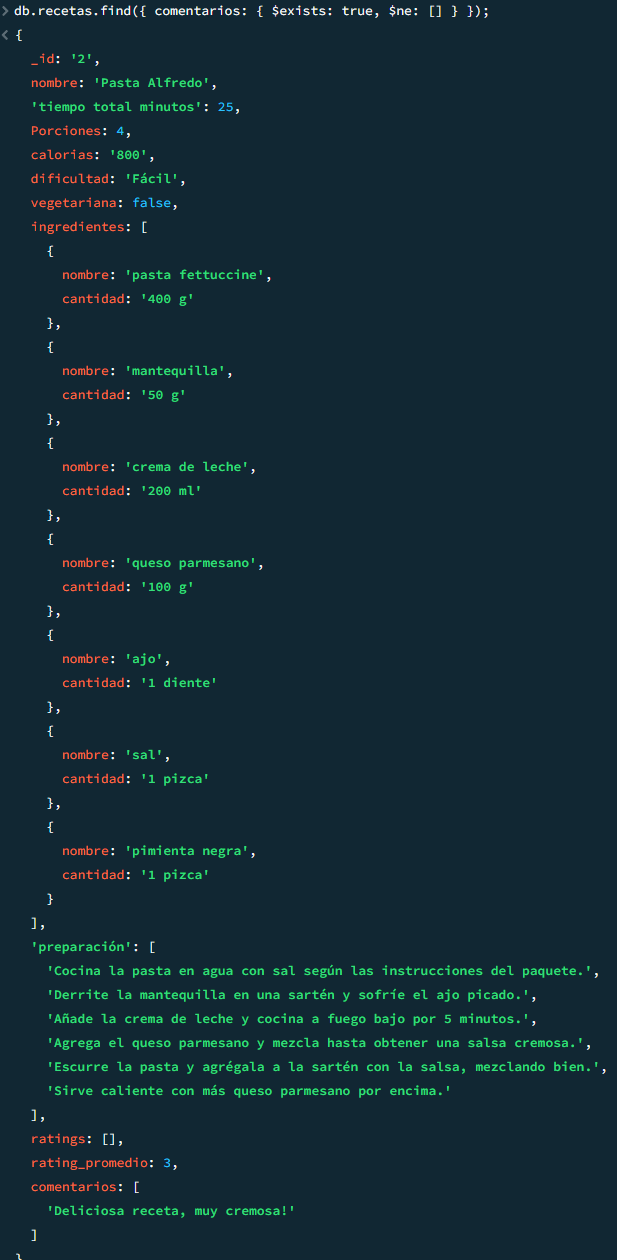 > db.recetas.find({ comentarios: { $exists: true, $ne: [] } });
< {
_id: '2',
nombre: 'Pasta Alfredo',
'tiempo total minutos': 25,
Porciones: 4,
calorias: '800',
dificultad: 'Fácil',
vegetariana: false,
ingredientes: [
{
nombre: 'pasta fettuccine',
cantidad: '400 g'
},
{
nombre: 'mantequilla',
cantidad: '50 g'
},
{
nombre: 'crema de leche',
cantidad: '200 ml'
},
{
nombre: 'queso parmesano',
cantidad: '100 g'
},
{
nombre: 'ajo',
cantidad: '1 diente'
},
{
nombre: 'sal',
cantidad: '1 pizca'
},
{
nombre: 'pimienta negra',
cantidad: '1 pizca'
}
],
'preparación': [
'Cocina la pasta en agua con sal según las instrucciones del paquete.',
'Derrite la mantequilla en una sartén y sofríe el ajo picado.',
'Añade la crema de leche y cocina a fuego bajo por 5 minutos.',
'Agrega el queso parmesano y mezcla hasta obtener una salsa cremosa.',
'Escurre la pasta y agrégala a la sartén con la salsa, mezclando bien.',
'Sirve caliente con más queso parmesano por encima.'
],
ratings: [],
rating_promedio: 3,
comentarios: [
'Deliciosa receta, muy cremosa!'
]
}